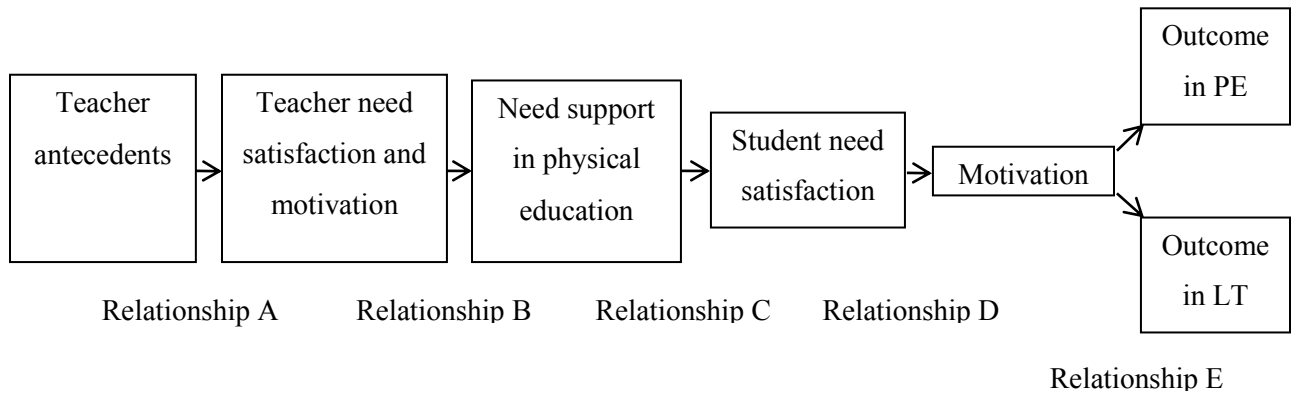 Teacher
antecedents
Teacher need
satisfaction and
motivation
Need support
in physical
education
Student need
satisfaction
Motivation
Outcome
in PE
Outcome
in LT
Relationship A
Relationship B
Relationship C
Relationship D
Relationship E